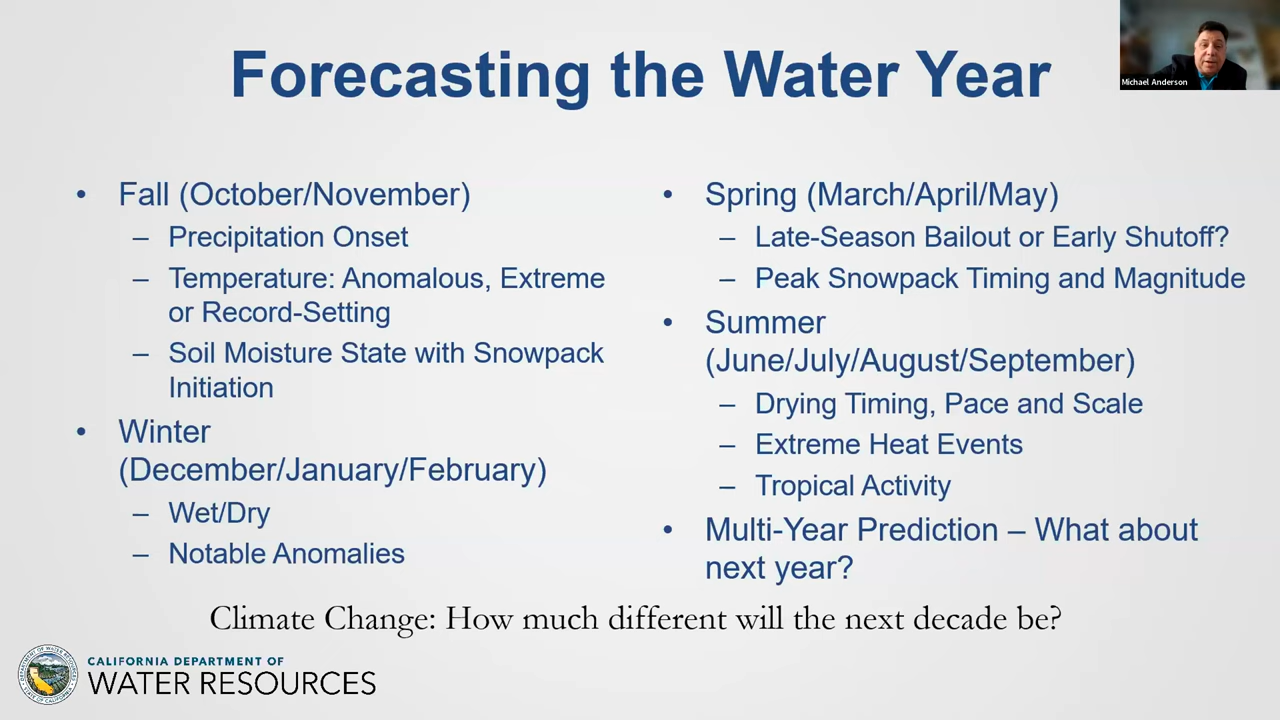 Forecasting the Water Year
Michael Anderson
• Fall (October/November)
– Precipitation Onset
– Temperature: Anomalous, Extreme
or Record-Setting
– Soil Moisture State with Snowpack
Initiation
• Winter
(December/January/February)
– Wet/Dry
– Notable Anomalies
• Spring (March/April/May)
– Late-Season Bailout or Early Shutoff?
– Peak Snowpack Timing and Magnitude
• Summer
(June/July/August/September)
– Drying Timing, Pace and Scale
– Extreme Heat Events
– Tropical Activity
• Multi-Year Prediction – What about
next year?
Climate Change: How much different will the next decade be?
CALIFORNIA DEPARTMENT OF
WATER RESOURCES